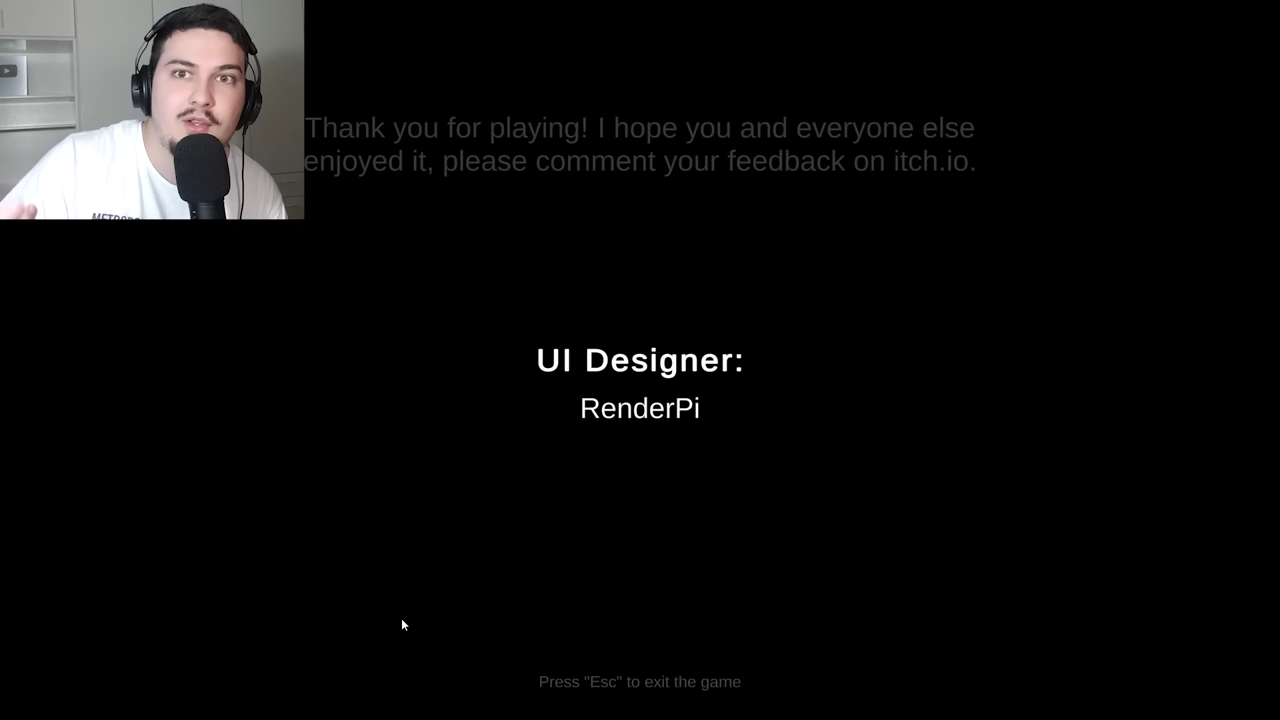 Thank you for playing! I hope you and everyone else
enjoyed it, please comment your feedback on itch.io.
UI Designer:
RenderPi
Press "Esc" to exit the game